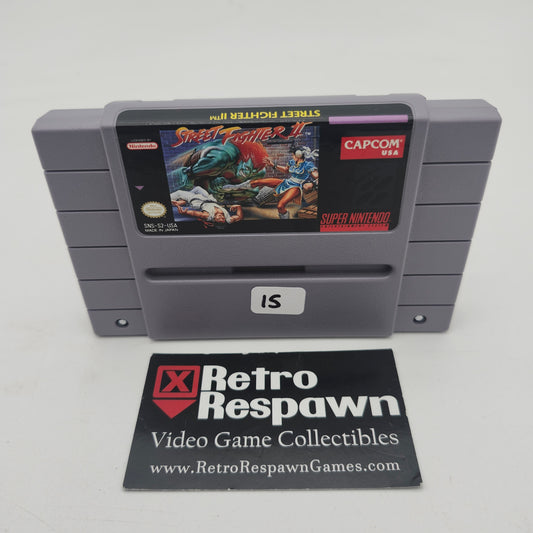 STREET FIGHTER II™
Nintendo
STREET FIGHTER II
CAPCOM®
USA
SNS-S2-USA
MADE IN JAPAN
SUPER NINTENDO
15
X Retro
Respawn
Video Game Collectibles
www.RetroRespawnGames.com